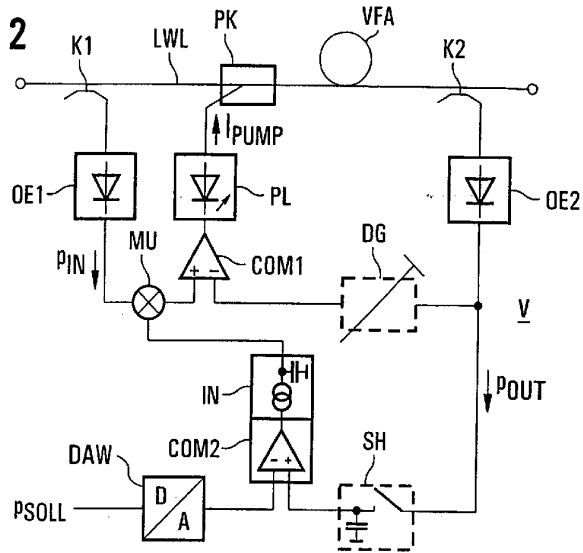 2
K1
LWL
PK
VFA
K2
IPUMP
OE1
PL
OE2
MU
pIN
+ -
COM1
DG
V
IN
pOUT
COM2
- +
SH
DAW
pSOLL
D
A